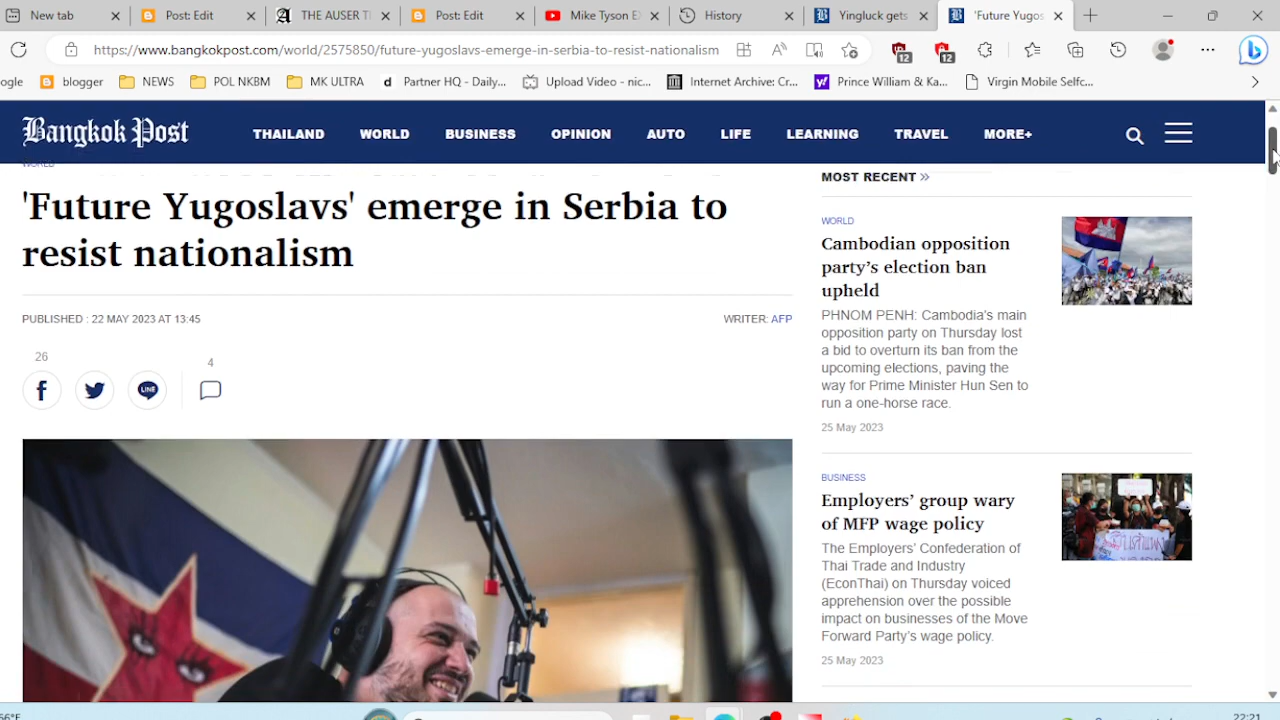 New tab
Post: Edit
THE AUSER T
Post: Edit
Mike Tyson E
History
Yingluck gets
'Future Yugos
https://www.bangkokpost.com/world/2575850/future-yugoslavs-emerge-in-serbia-to-resist-nationalism
12
12
ogle
blogger
NEWS
POL NKBM
MK ULTRA
Partner HQ - Daily...
Upload Video - nic...
Internet Archive: Cr...
Prince William & Ka...
Virgin Mobile Selfc...
Bangkok Post
THAILAND
WORLD
BUSINESS
OPINION
AUTO
LIFE
LEARNING
TRAVEL
MORE+
WORLD
'Future Yugoslavs' emerge in Serbia to
resist nationalism
PUBLISHED : 22 MAY 2023 AT 13:45
WRITER: AFP
26
4
LINE
MOST RECENT »
WORLD
Cambodian opposition
party's election ban
upheld
PHNOM PENH: Cambodia's main
opposition party on Thursday lost
a bid to overturn its ban from the
upcoming elections, paving the
way for Prime Minister Hun Sen to
run a one-horse race.
25 May 2023
BUSINESS
Employers' group wary
of MFP wage policy
The Employers' Confederation of
Thai Trade and Industry
(EconThai) on Thursday voiced
apprehension over the possible
impact on businesses of the Move
Forward Party's wage policy.
25 May 2023
22:21